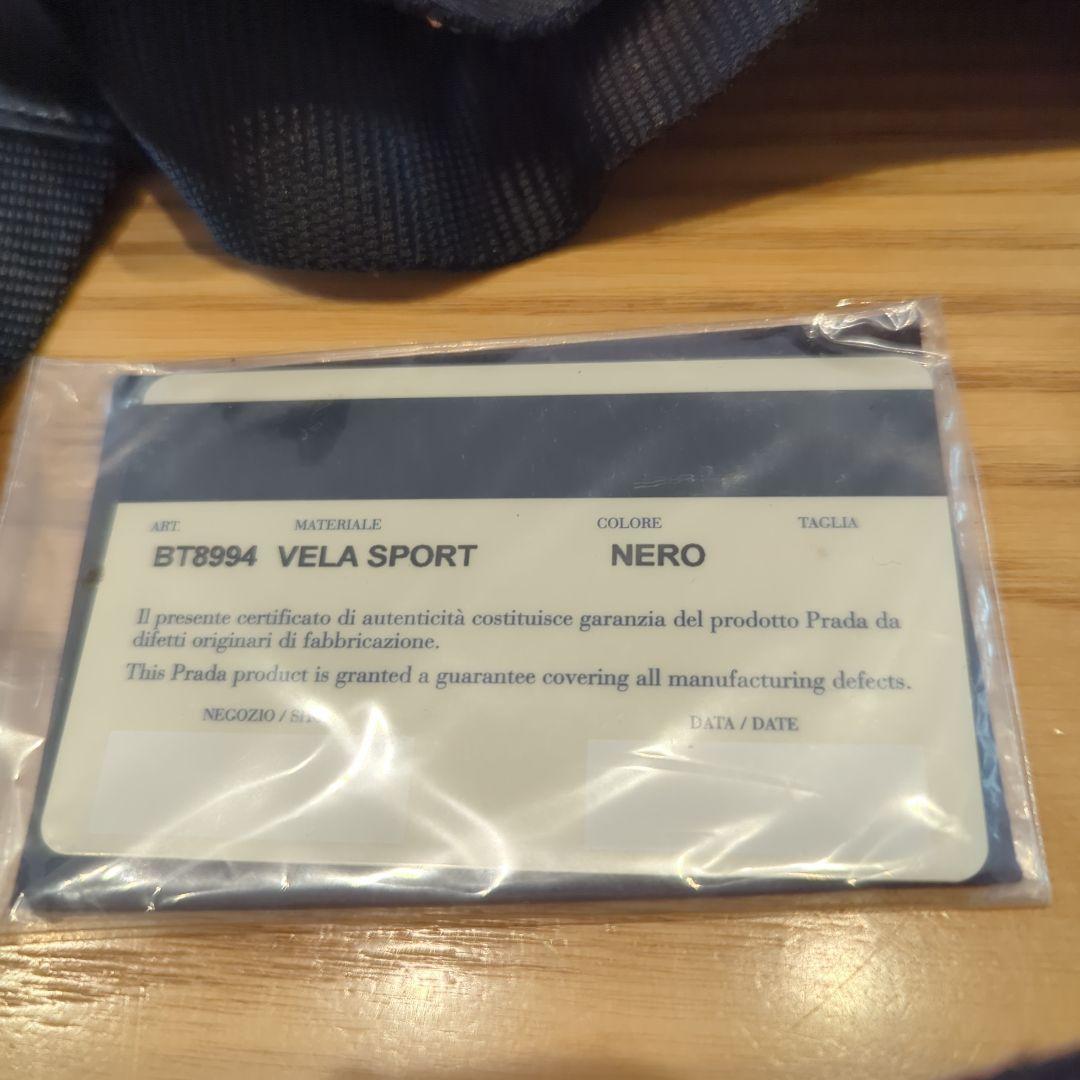 ART. MATERIALE COLORE TAGLIA
BT8994 VELA SPORT NERO
Il presente certificato di autenticità costituisce garanzia del prodotto Prada da
difetti originari di fabbricazione.
This Prada product is granted a guarantee covering all manufacturing defects.
NEGOZIO / DATA / DATE